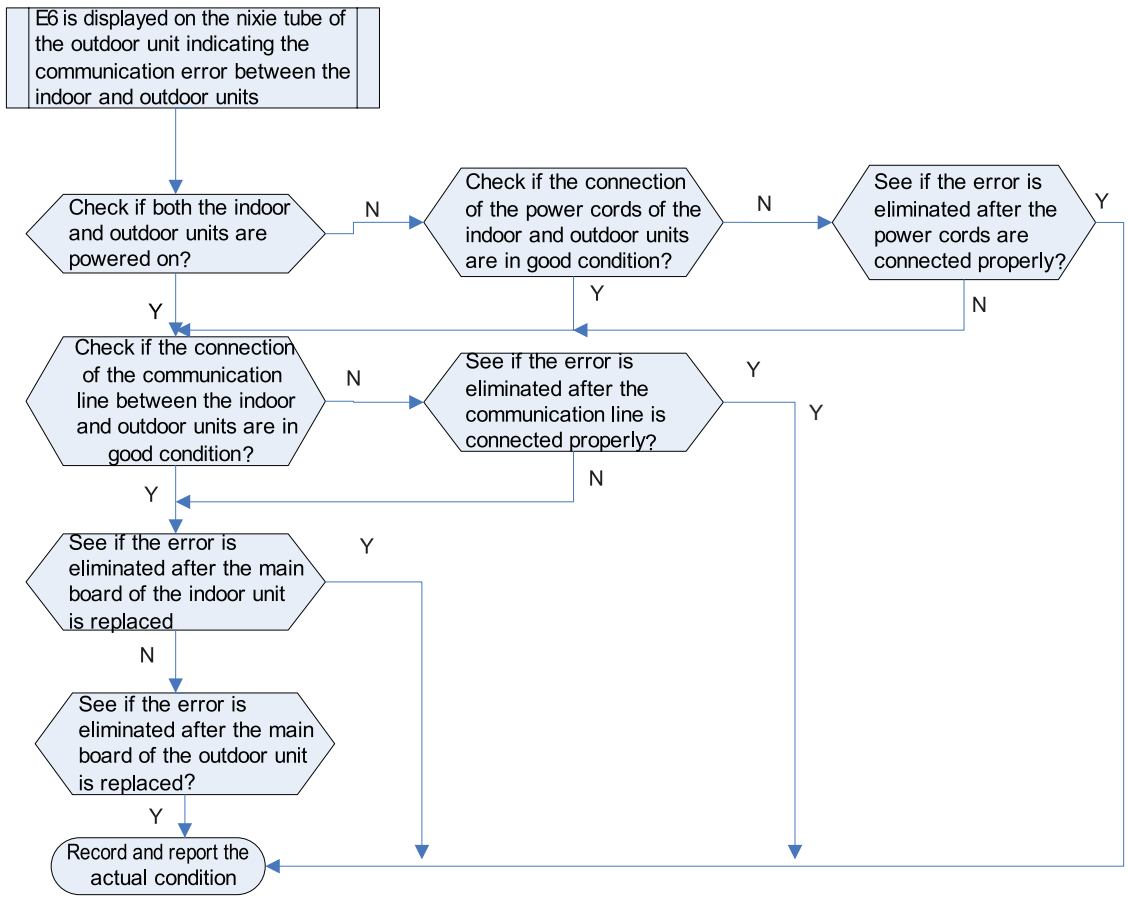 E6 is displayed on the nixie tube of
the outdoor unit indicating the
communication error between the
indoor and outdoor units
Check if both the indoor
and outdoor units are
powered on?
N
Check if the connection
of the power cords of the
indoor and outdoor units
are in good condition?
N
See if the error is
eliminated after the
power cords are
connected properly?
Y
Y
Y
N
Check if the connection
of the communication
line between the indoor
and outdoor units are in
good condition?
N
See if the error is
eliminated after the
communication line is
connected properly?
Y
Y
Y
N
See if the error is
eliminated after the main
board of the indoor unit
is replaced
Y
N
See if the error is
eliminated after the main
board of the outdoor unit
is replaced?
Y
Record and report the
actual condition